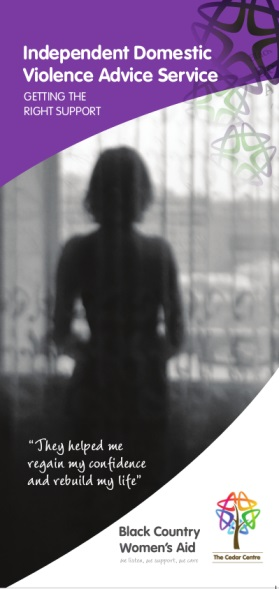 Independent Domestic
Violence Advice Service
GETTING THE
RIGHT SUPPORT
"They helped me
regain my confidence
and rebuild my life"
Black Country
Women's Aid
we listen, we support, we care
The Cedar Centre